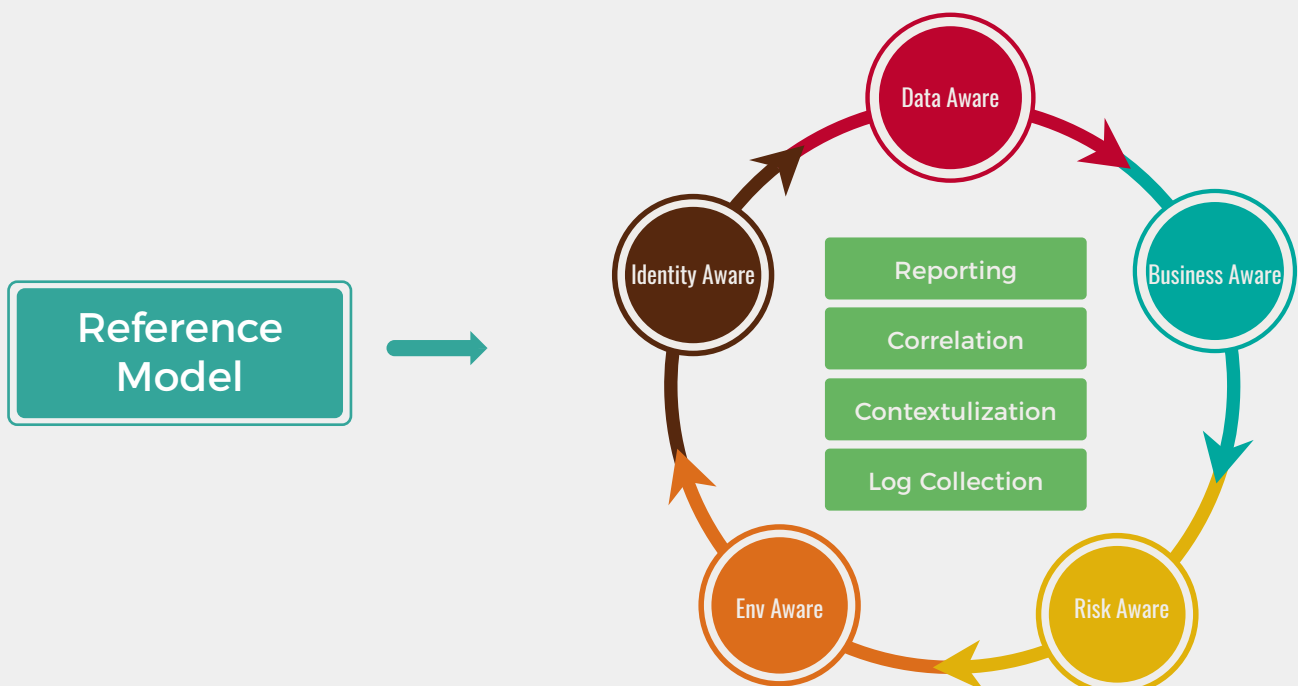 Reference
Model
Data Aware
Identity Aware
Business Aware
Reporting
Correlation
Contextulization
Log Collection
Env Aware
Risk Aware